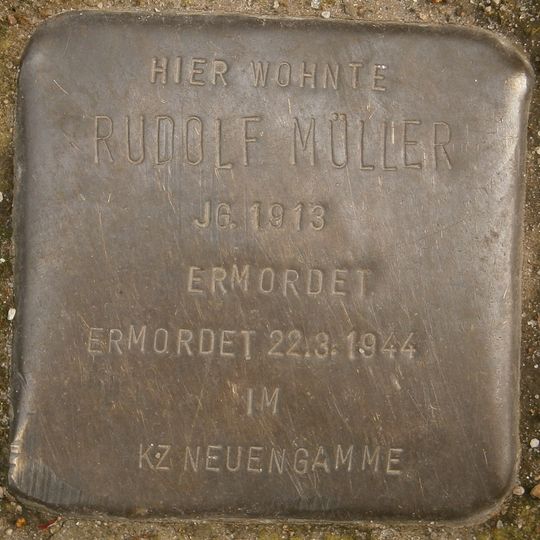 HIER WOHNTE
RUDOLF MÜLLER
JG. 1913
ERMORDET
ERMORDET 22.3.1944
IM
KZ NEUENGAMME